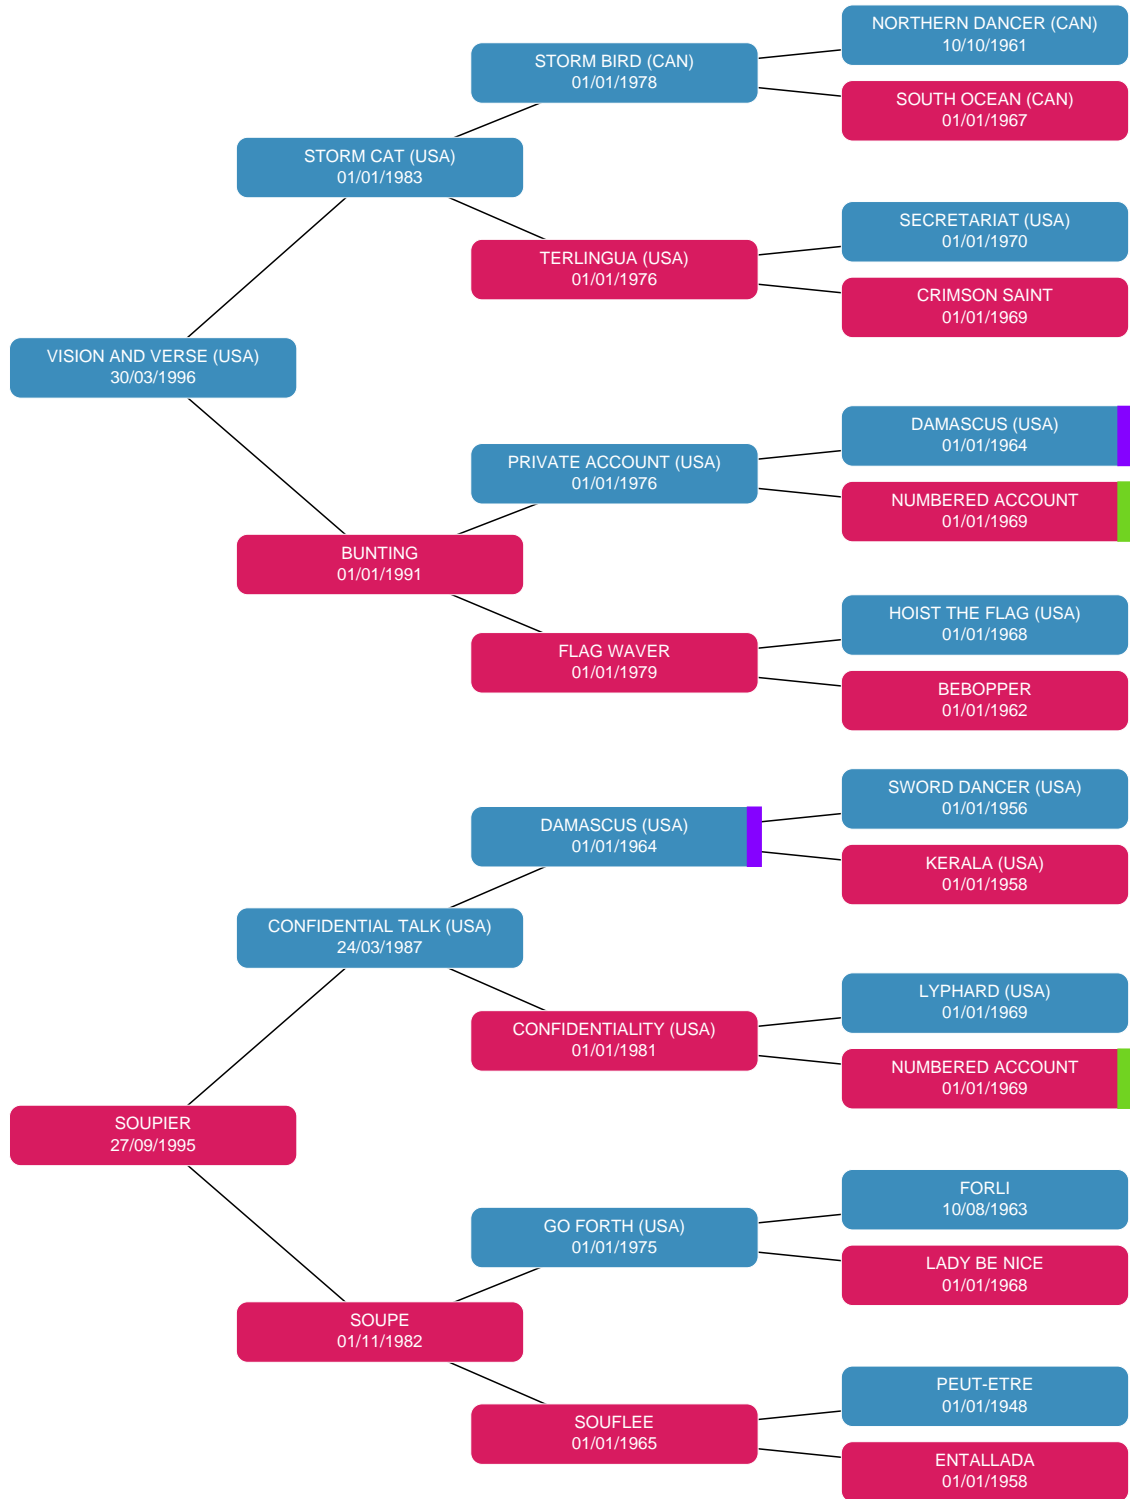 NORTHERN DANCER (CAN)
10/10/1961
STORM BIRD (CAN)
01/01/1978
SOUTH OCEAN (CAN)
01/01/1967
STORM CAT (USA)
01/01/1983
SECRETARIAT (USA)
01/01/1970
TERLINGUA (USA)
01/01/1976
CRIMSON SAINT
01/01/1969
VISION AND VERSE (USA)
30/03/1996
DAMASCUS (USA)
01/01/1964
PRIVATE ACCOUNT (USA)
01/01/1976
NUMBERED ACCOUNT
01/01/1969
BUNTING
01/01/1991
HOIST THE FLAG (USA)
01/01/1968
FLAG WAVER
01/01/1979
BEBOPPER
01/01/1962
SWORD DANCER (USA)
01/01/1956
DAMASCUS (USA)
01/01/1964
KERALA (USA)
01/01/1958
CONFIDENTIAL TALK (USA)
24/03/1987
LYPHARD (USA)
01/01/1969
CONFIDENTIALITY (USA)
01/01/1981
NUMBERED ACCOUNT
01/01/1969
SOUPIER
27/09/1995
FORLI
10/08/1963
GO FORTH (USA)
01/01/1975
LADY BE NICE
01/01/1968
SOUPE
01/11/1982
PEUT-ETRE
01/01/1948
SOUFLEE
01/01/1965
ENTALLADA
01/01/1958